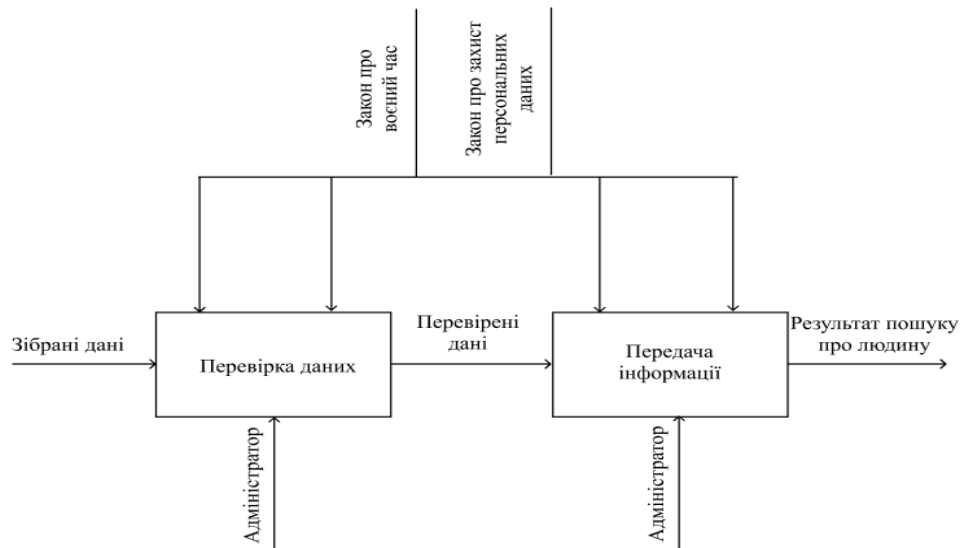 Закон про
воєний час
Закон про захист
персональних
даних
Зібрані дані
Перевірка даних
Перевірені
дані
Передача
інформації
Результат пошуку
про людину
Адміністратор
Адміністратор